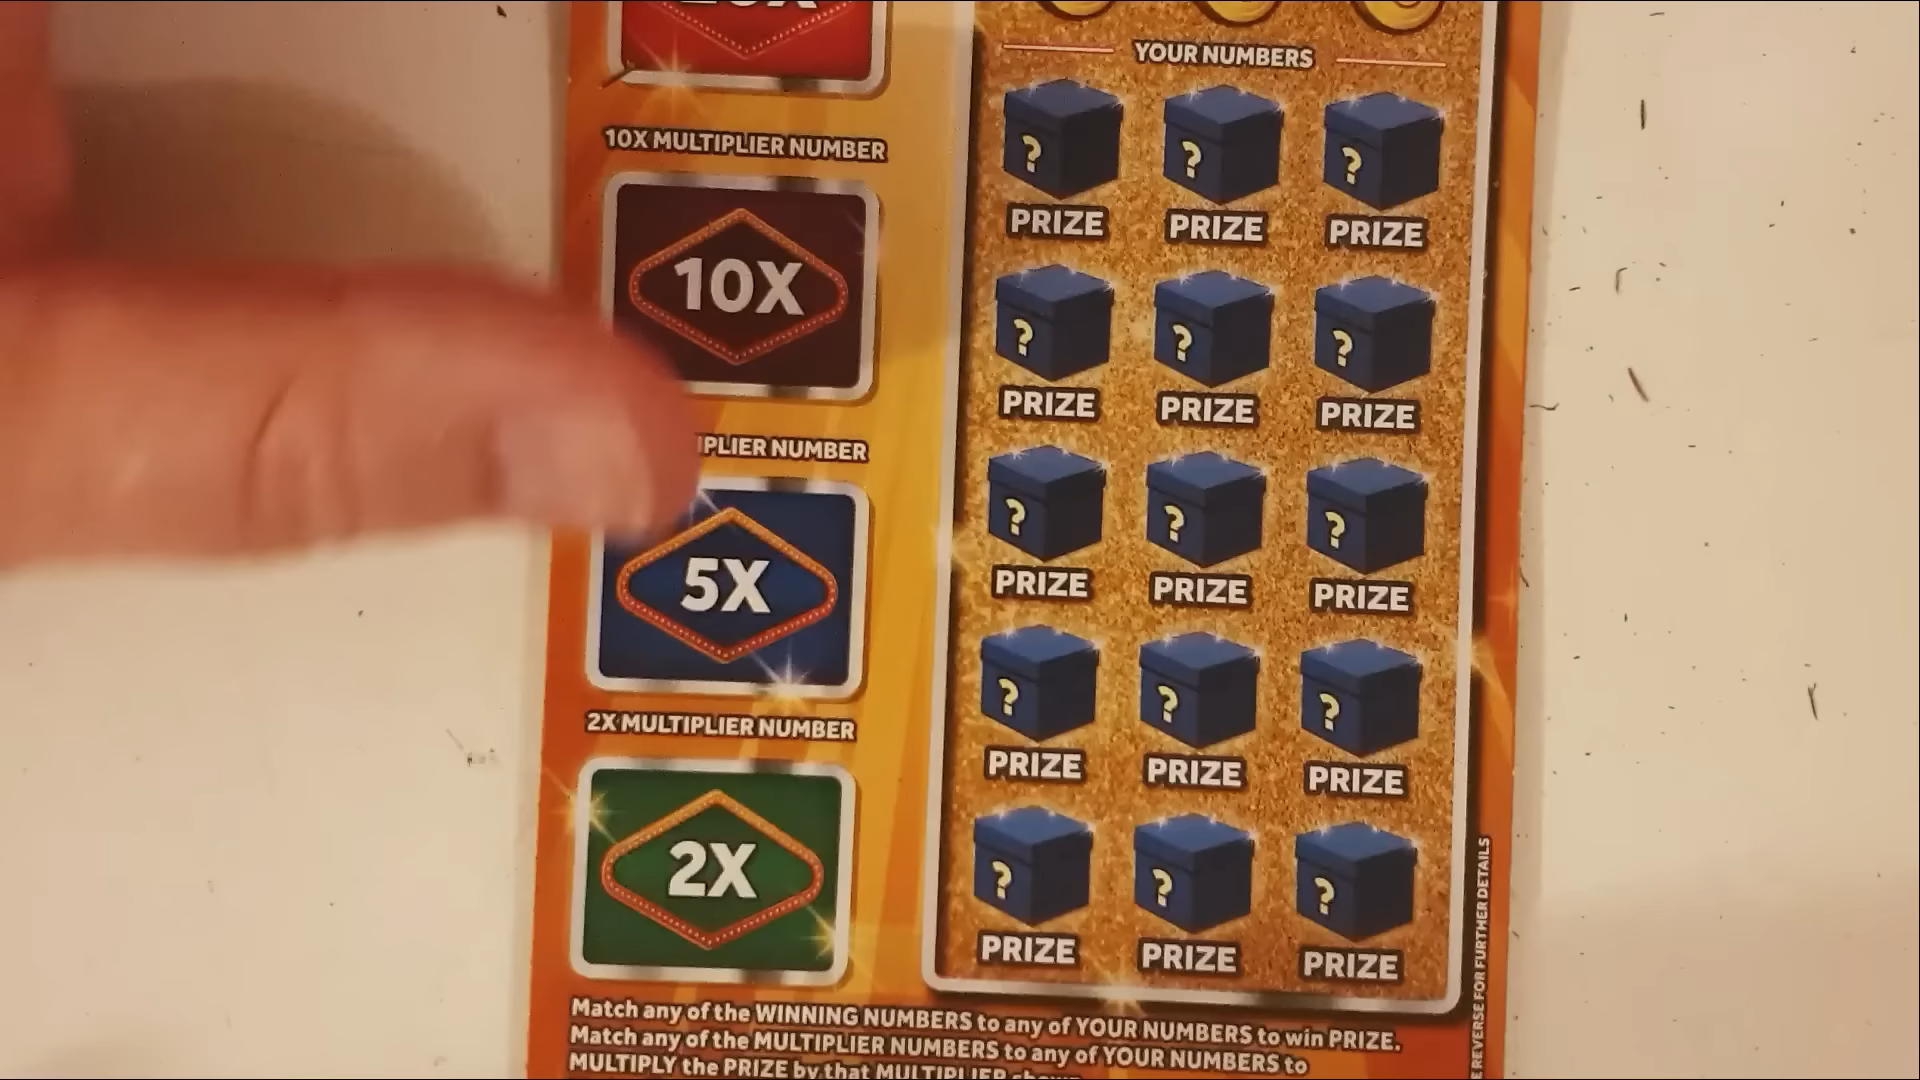 YOUR NUMBERS
10X MULTIPLIER NUMBER
? ? ?
PRIZE PRIZE PRIZE
10X
? ? ?
PRIZE PRIZE PRIZE
NUMBER
? ? ?
5X
PRIZE PRIZE PRIZE
? ? ?
2X MULTIPLIER NUMBER
PRIZE PRIZE PRIZE
2X
? ? ?
PRIZE PRIZE PRIZE
REVERSE FOR FURTHER DETAILS
Match any of the WINNING NUMBERS to any of YOUR NUMBERS to win PRIZE.
Match any of the MULTIPLIER NUMBERS to any of YOUR NUMBERS to
MULTIPLY the PRIZE by that MULTIPLIER